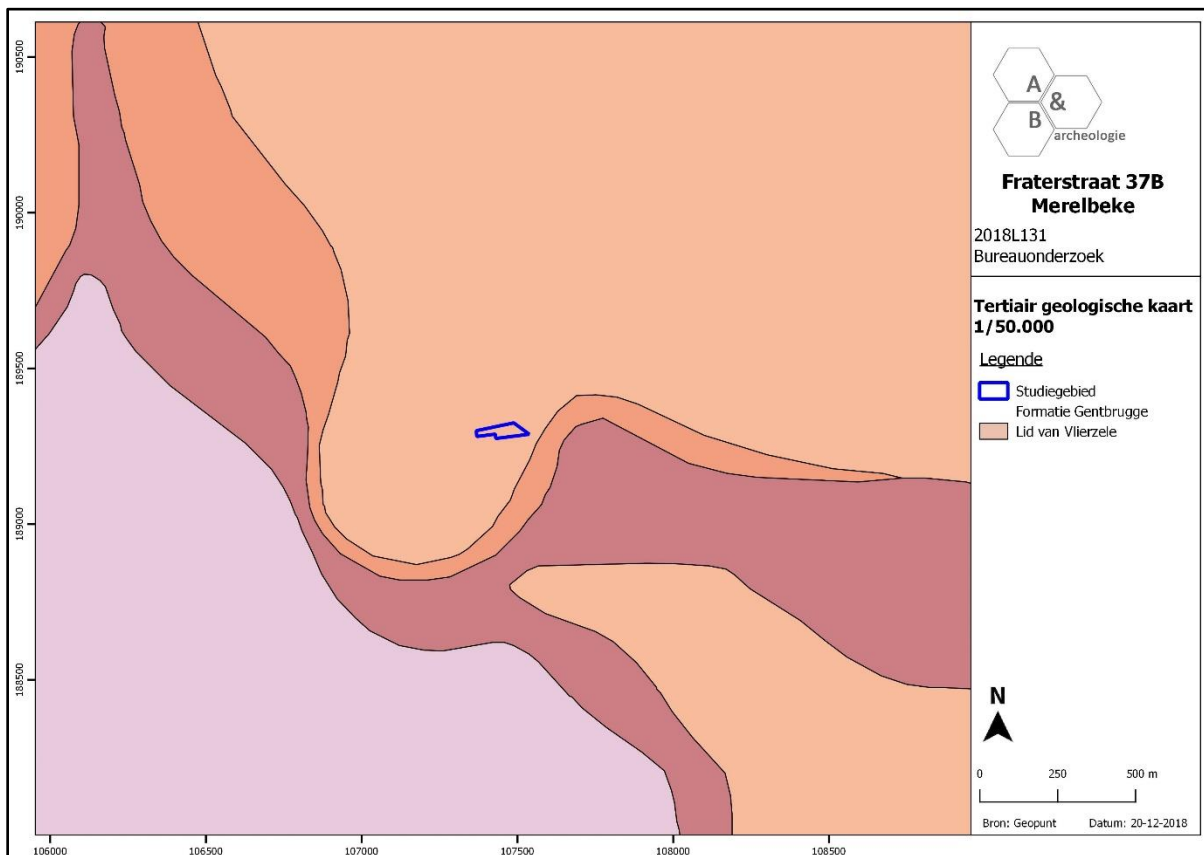 A
&
B
archeologie
Fraterstraat 37B
Merelbeke
2018L131
Bureauonderzoek
Tertiair geologische kaart
1/50.000
Legende
Studiegebied
Formatie Gentbrugge
Lid van Vlierzele
N
0 250 500 m
Bron: Geopunt Datum: 20-12-2018
190500
190000
189500
189000
188500
106000 106500 107000 107500 108000 108500